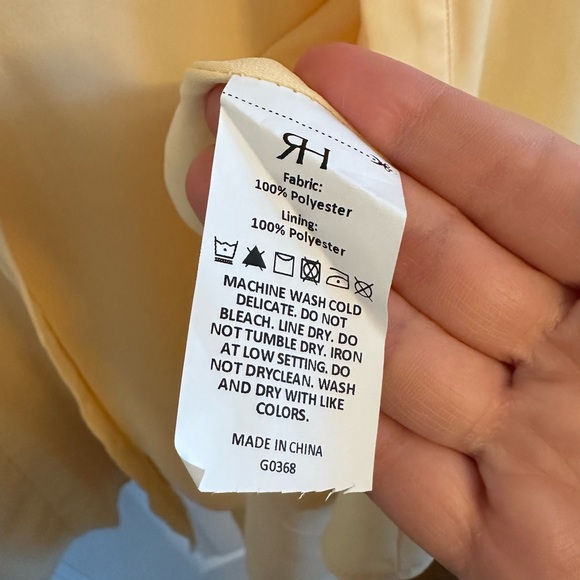 RH
Fabric:
100% Polyester
Lining:
100% Polyester
MACHINE WASH COLD
DELICATE. DO NOT
BLEACH. LINE DRY. DO
NOT TUMBLE DRY. IRON
AT LOW SETTING. DO
NOT DRYCLEAN. WASH
AND DRY WITH LIKE
COLORS.
MADE IN CHINA
G0368